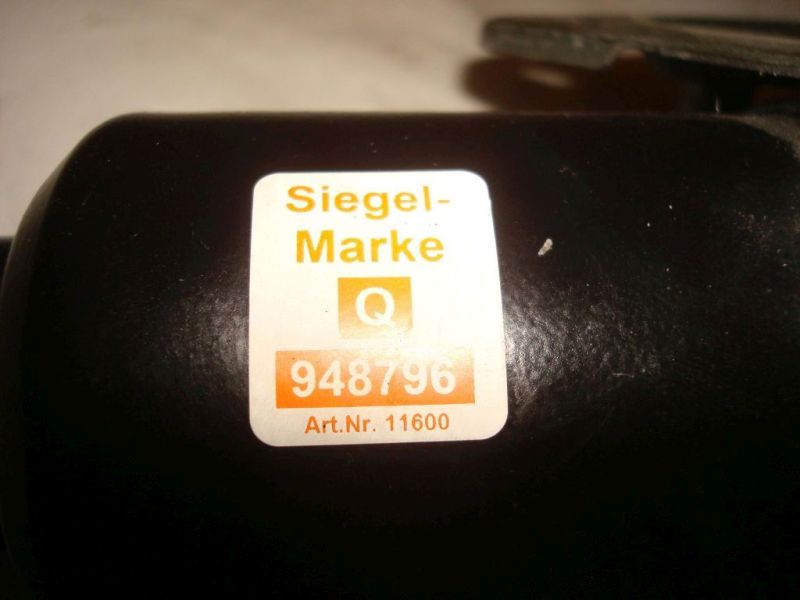 Siegel-
Marke
Q
948796
Art.Nr. 11600